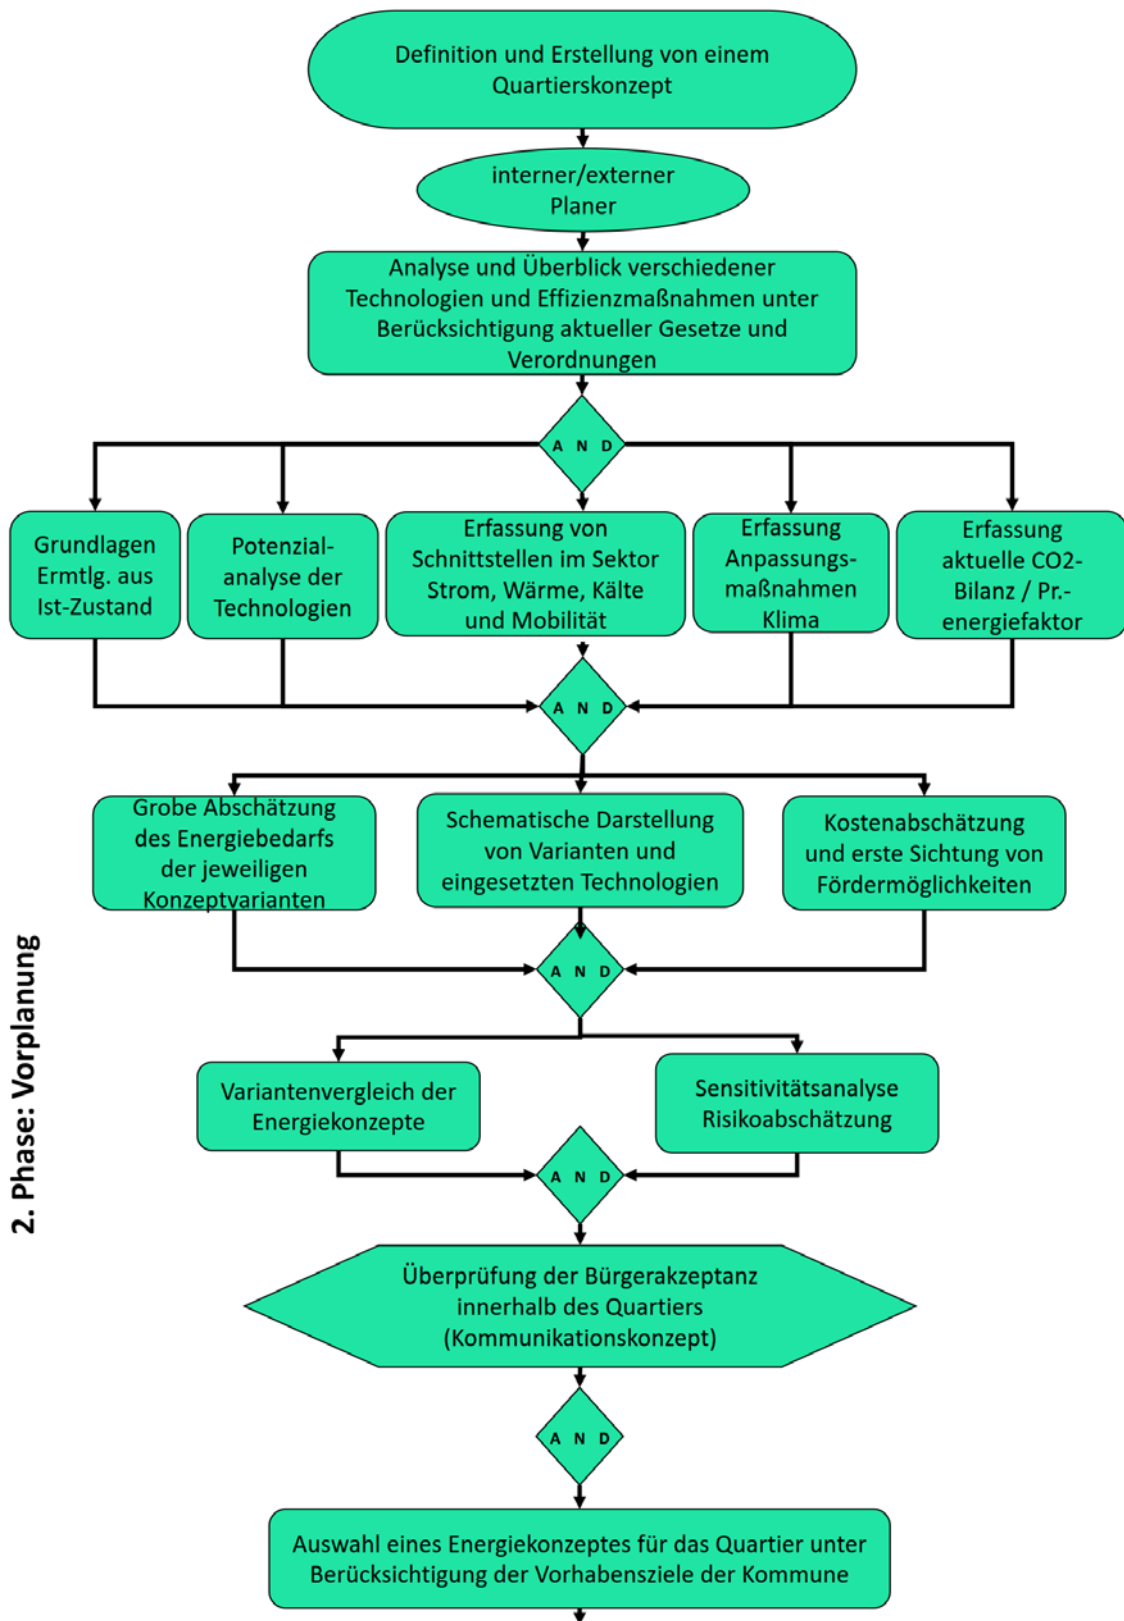 Definition und Erstellung von einem
Quartierskonzept
interner/externer
Planer
Analyse und Überblick verschiedener
Technologien und Effizienzmaßnahmen unter
Berücksichtigung aktueller Gesetze und
Verordnungen
A N D
Grundlagen
Ermtlg. aus
Ist-Zustand
Potenzial-
analyse der
Technologien
Erfassung von
Schnittstellen im Sektor
Strom, Wärme, Kälte
und Mobilität
Erfassung
Anpassungs-
maßnahmen
Klima
Erfassung
aktuelle CO2-
Bilanz / Pr.-
energiefaktor
A N D
Grobe Abschätzung
des Energiebedarfs
der jeweiligen
Konzeptvarianten
Schematische Darstellung
von Varianten und
eingesetzten Technologien
Kostenabschätzung
und erste Sichtung von
Fördermöglichkeiten
A N D
2. Phase: Vorplanung
Variantenvergleich der
Energiekonzepte
Sensitivitätsanalyse
Risikoabschätzung
A N D
Überprüfung der Bürgerakzeptanz
innerhalb des Quartiers
(Kommunikationskonzept)
A N D
Auswahl eines Energiekonzeptes für das Quartier unter
Berücksichtigung der Vorhabensziele der Kommune